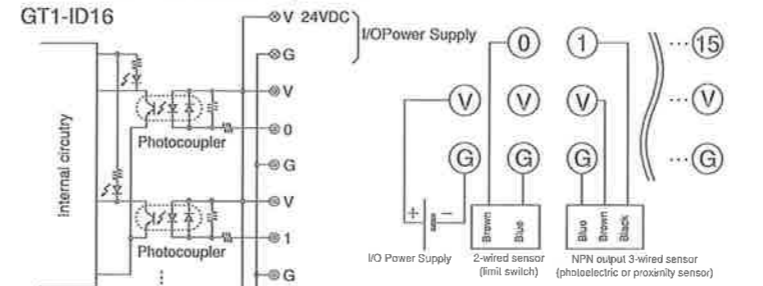 GT1-ID16
V 24VDC
I/OPower Supply
G
V
0
Photocoupler
G
V
1
Photocoupler
G
Internal circutry
0 1 ...15
V V V ...V
G G G ...G
+ −
Brown Blue
Blue Brown Black
I/O Power Supply
2-wired sensor
(limit switch)
NPN output 3-wired sensor
(photoelectric or proximity sensor)